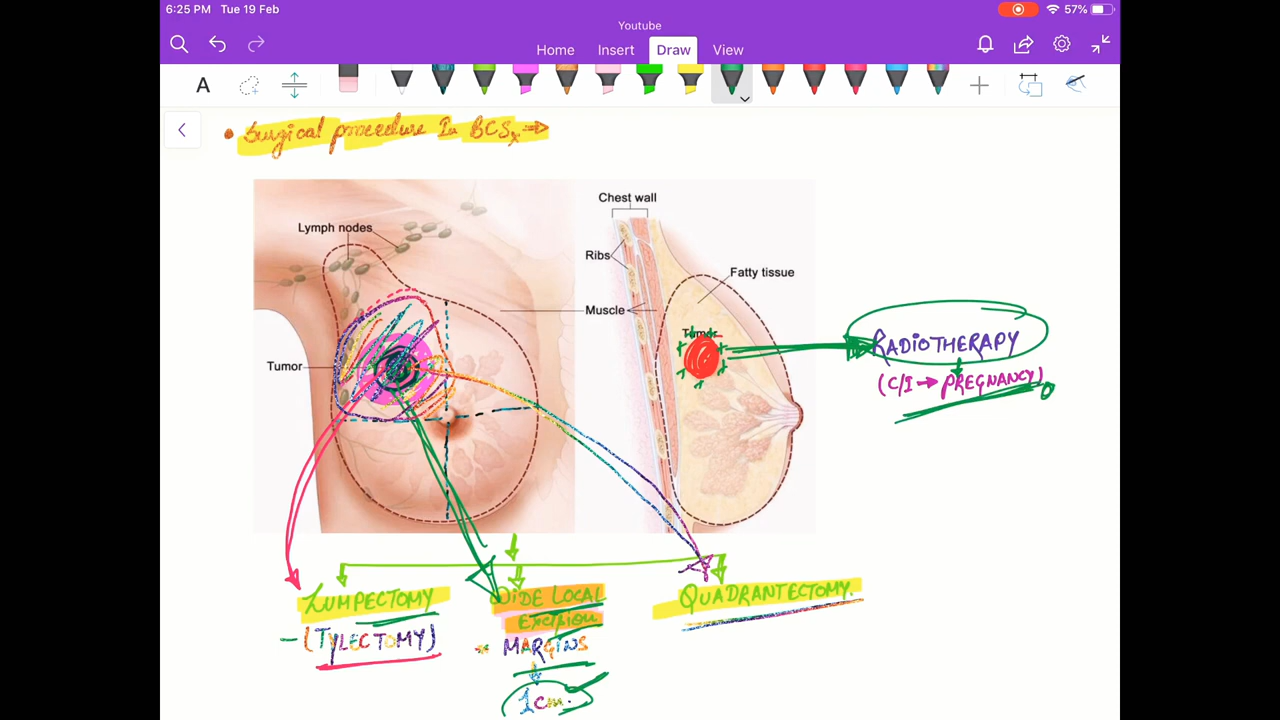 6:25 PM Tue 19 Feb
57%
Youtube
Home Insert Draw View
A
• Surgical procedure In BCSx ⇒
Chest wall
Lymph nodes
Ribs
Fatty tissue
Muscle
Tumor
Tumor
RADIOTHERAPY
(C/I → PREGNANCY)
LUMPECTOMY
- (TYLECTOMY)
WIDE LOCAL
EXCISION
* MARGINS
1cm.
QUADRANTECTOMY.